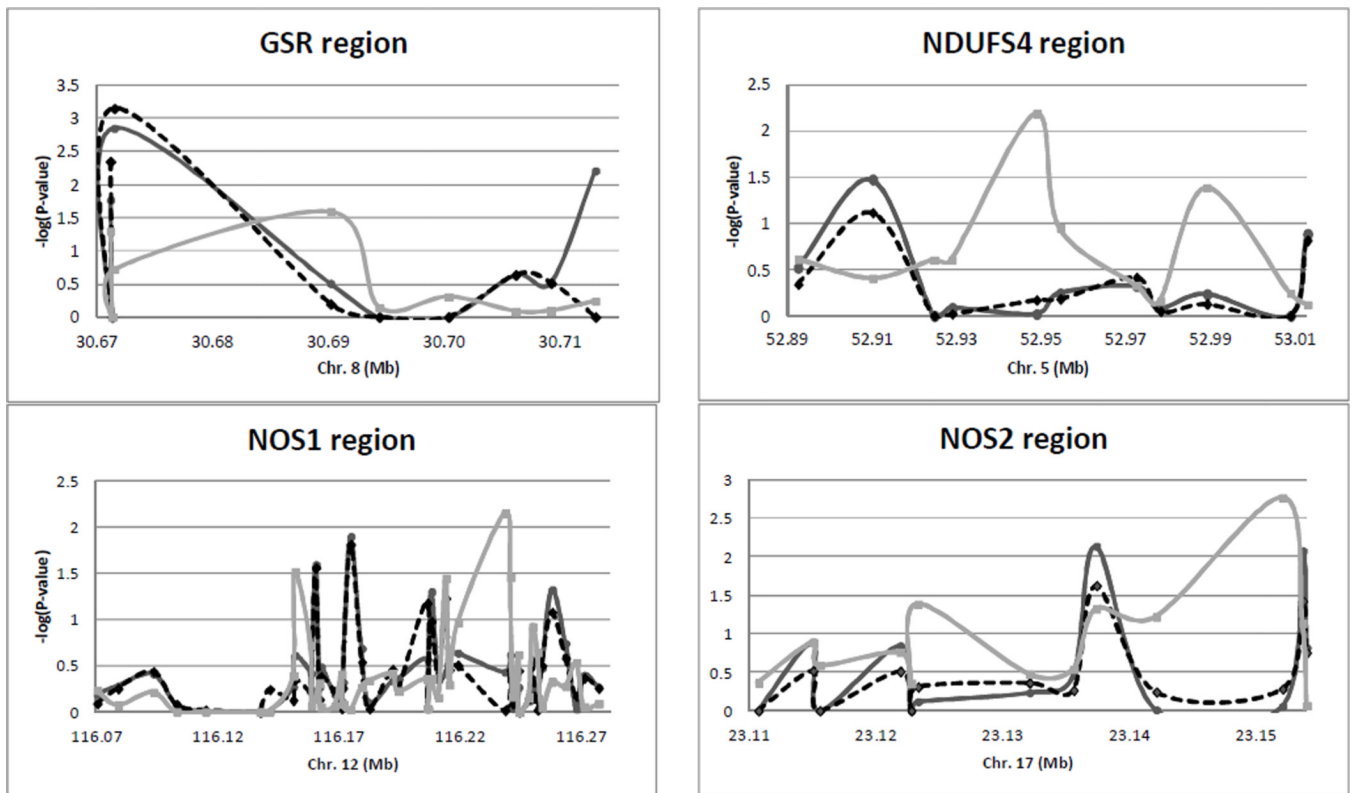 GSR region
3.5
3
2.5
2
1.5
1
0.5
0
-log(P-value)
30.67 30.68 30.69 30.70 30.71
Chr. 8 (Mb)
NDUFS4 region
2.5
2
1.5
1
0.5
0
-log(P-value)
52.89 52.91 52.93 52.95 52.97 52.99 53.01
Chr. 5 (Mb)
NOS1 region
2.5
2
1.5
1
0.5
0
-log(P-value)
116.07 116.12 116.17 116.22 116.27
Chr. 12 (Mb)
NOS2 region
3
2.5
2
1.5
1
0.5
0
-log(P-value)
23.11 23.12 23.13 23.14 23.15
Chr. 17 (Mb)